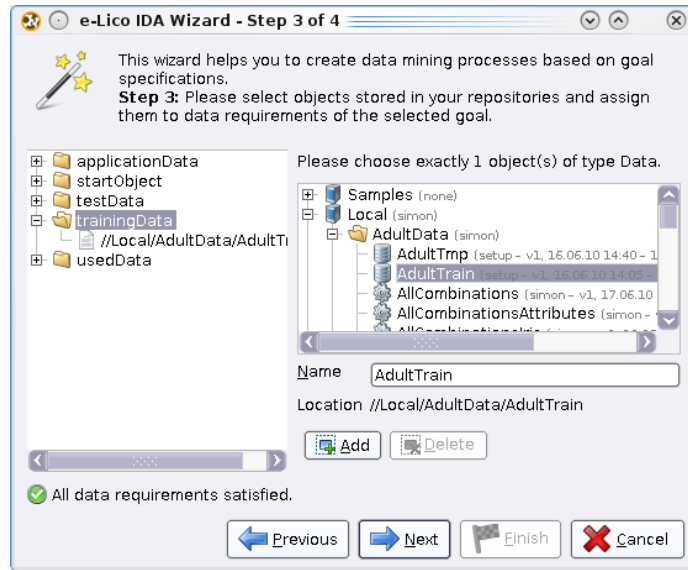 e-Lico IDA Wizard - Step 3 of 4
This wizard helps you to create data mining processes based on goal
specifications.
Step 3: Please select objects stored in your repositories and assign
them to data requirements of the selected goal.
applicationData
startObject
testData
trainingData
//Local/AdultData/AdultTr
usedData
Please choose exactly 1 object(s) of type Data.
Samples (none)
Local (simon)
AdultData (simon)
AdultTmp (setup – v1, 16.06.10 14:40 – 1
AdultTrain (setup – v1, 16.06.10 14:05 –
AllCombinations (simon – v1, 17.06.10
AllCombinationsAttributes (simon –
Name
AdultTrain
Location //Local/AdultData/AdultTrain
Add
Delete
All data requirements satisfied.
Previous
Next
Finish
Cancel